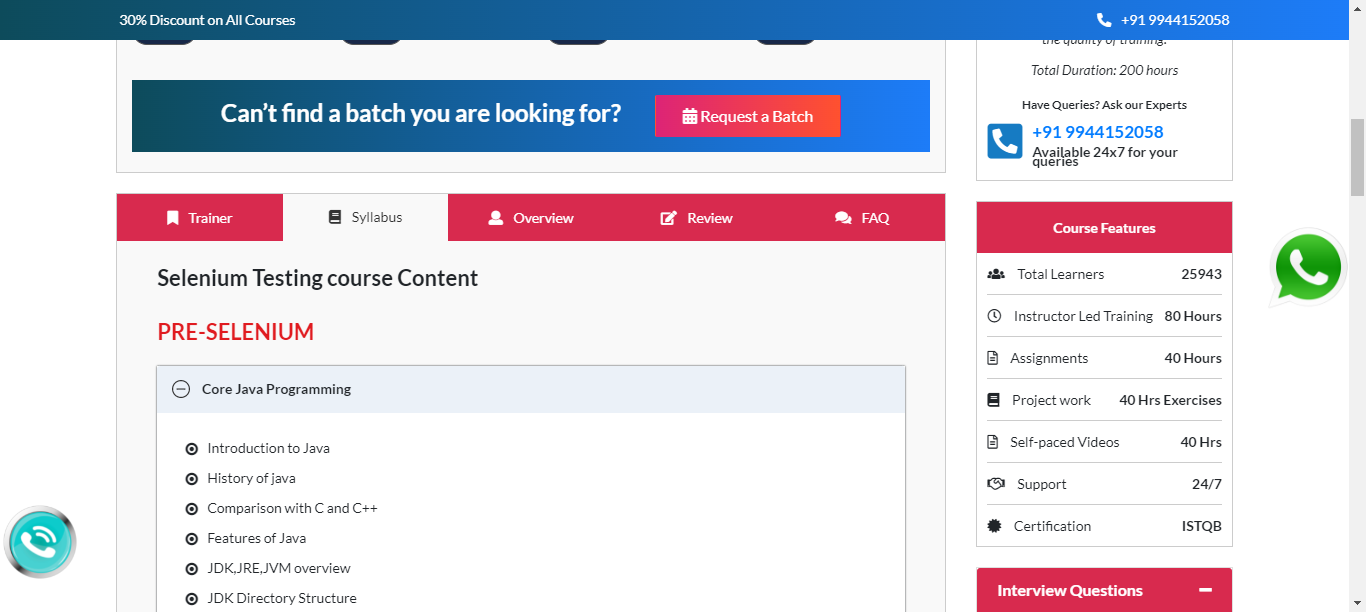 30% Discount on All Courses
+91 9944152058
the quality of training.
Total Duration: 200 hours
Have Queries? Ask our Experts
+91 9944152058
Available 24x7 for your
queries
Can’t find a batch you are looking for?
Request a Batch
Trainer
Syllabus
Overview
Review
FAQ
Selenium Testing course Content
PRE-SELENIUM
Core Java Programming
Introduction to Java
History of java
Comparison with C and C++
Features of Java
JDK,JRE,JVM overview
JDK Directory Structure
Course Features
Total Learners 25943
Instructor Led Training 80 Hours
Assignments 40 Hours
Project work 40 Hrs Exercises
Self-paced Videos 40 Hrs
Support 24/7
Certification ISTQB
Interview Questions